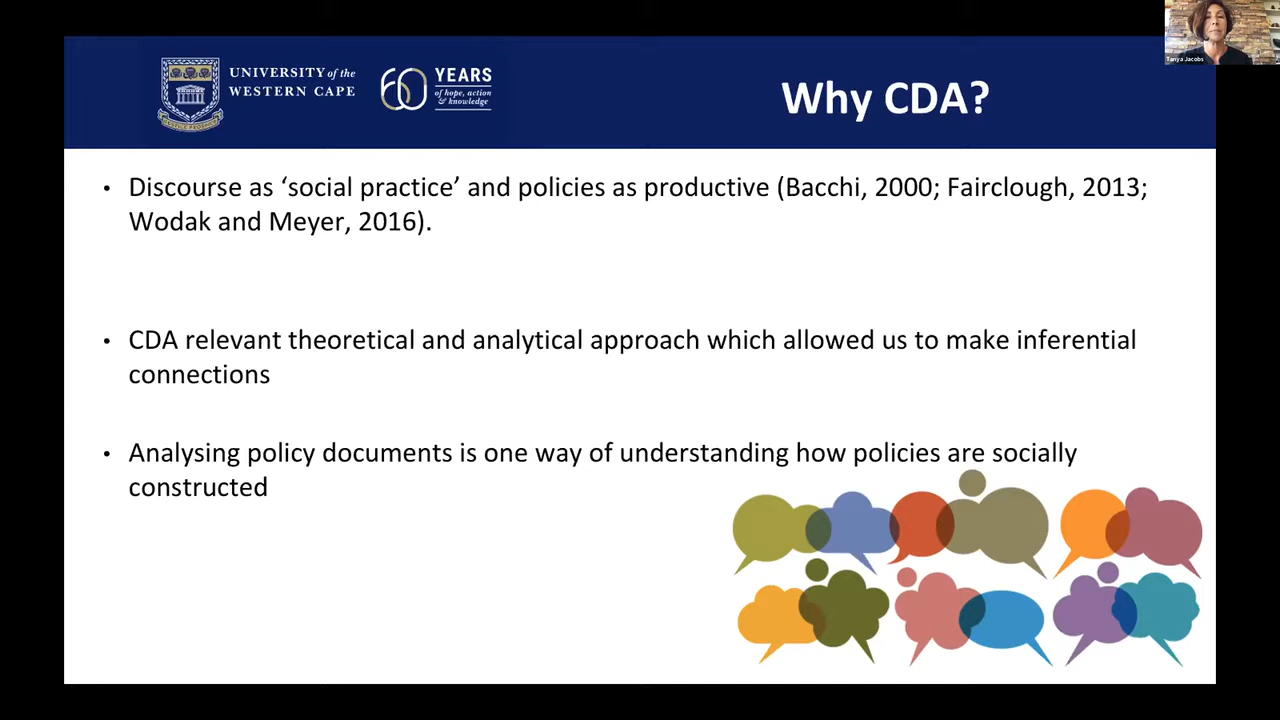 Tanya Jacobs
UNIVERSITY of the
WESTERN CAPE
60 YEARS
of hope, action
& knowledge
Why CDA?
• Discourse as ‘social practice’ and policies as productive (Bacchi, 2000; Fairclough, 2013;
Wodak and Meyer, 2016).
• CDA relevant theoretical and analytical approach which allowed us to make inferential
connections
• Analysing policy documents is one way of understanding how policies are socially
constructed